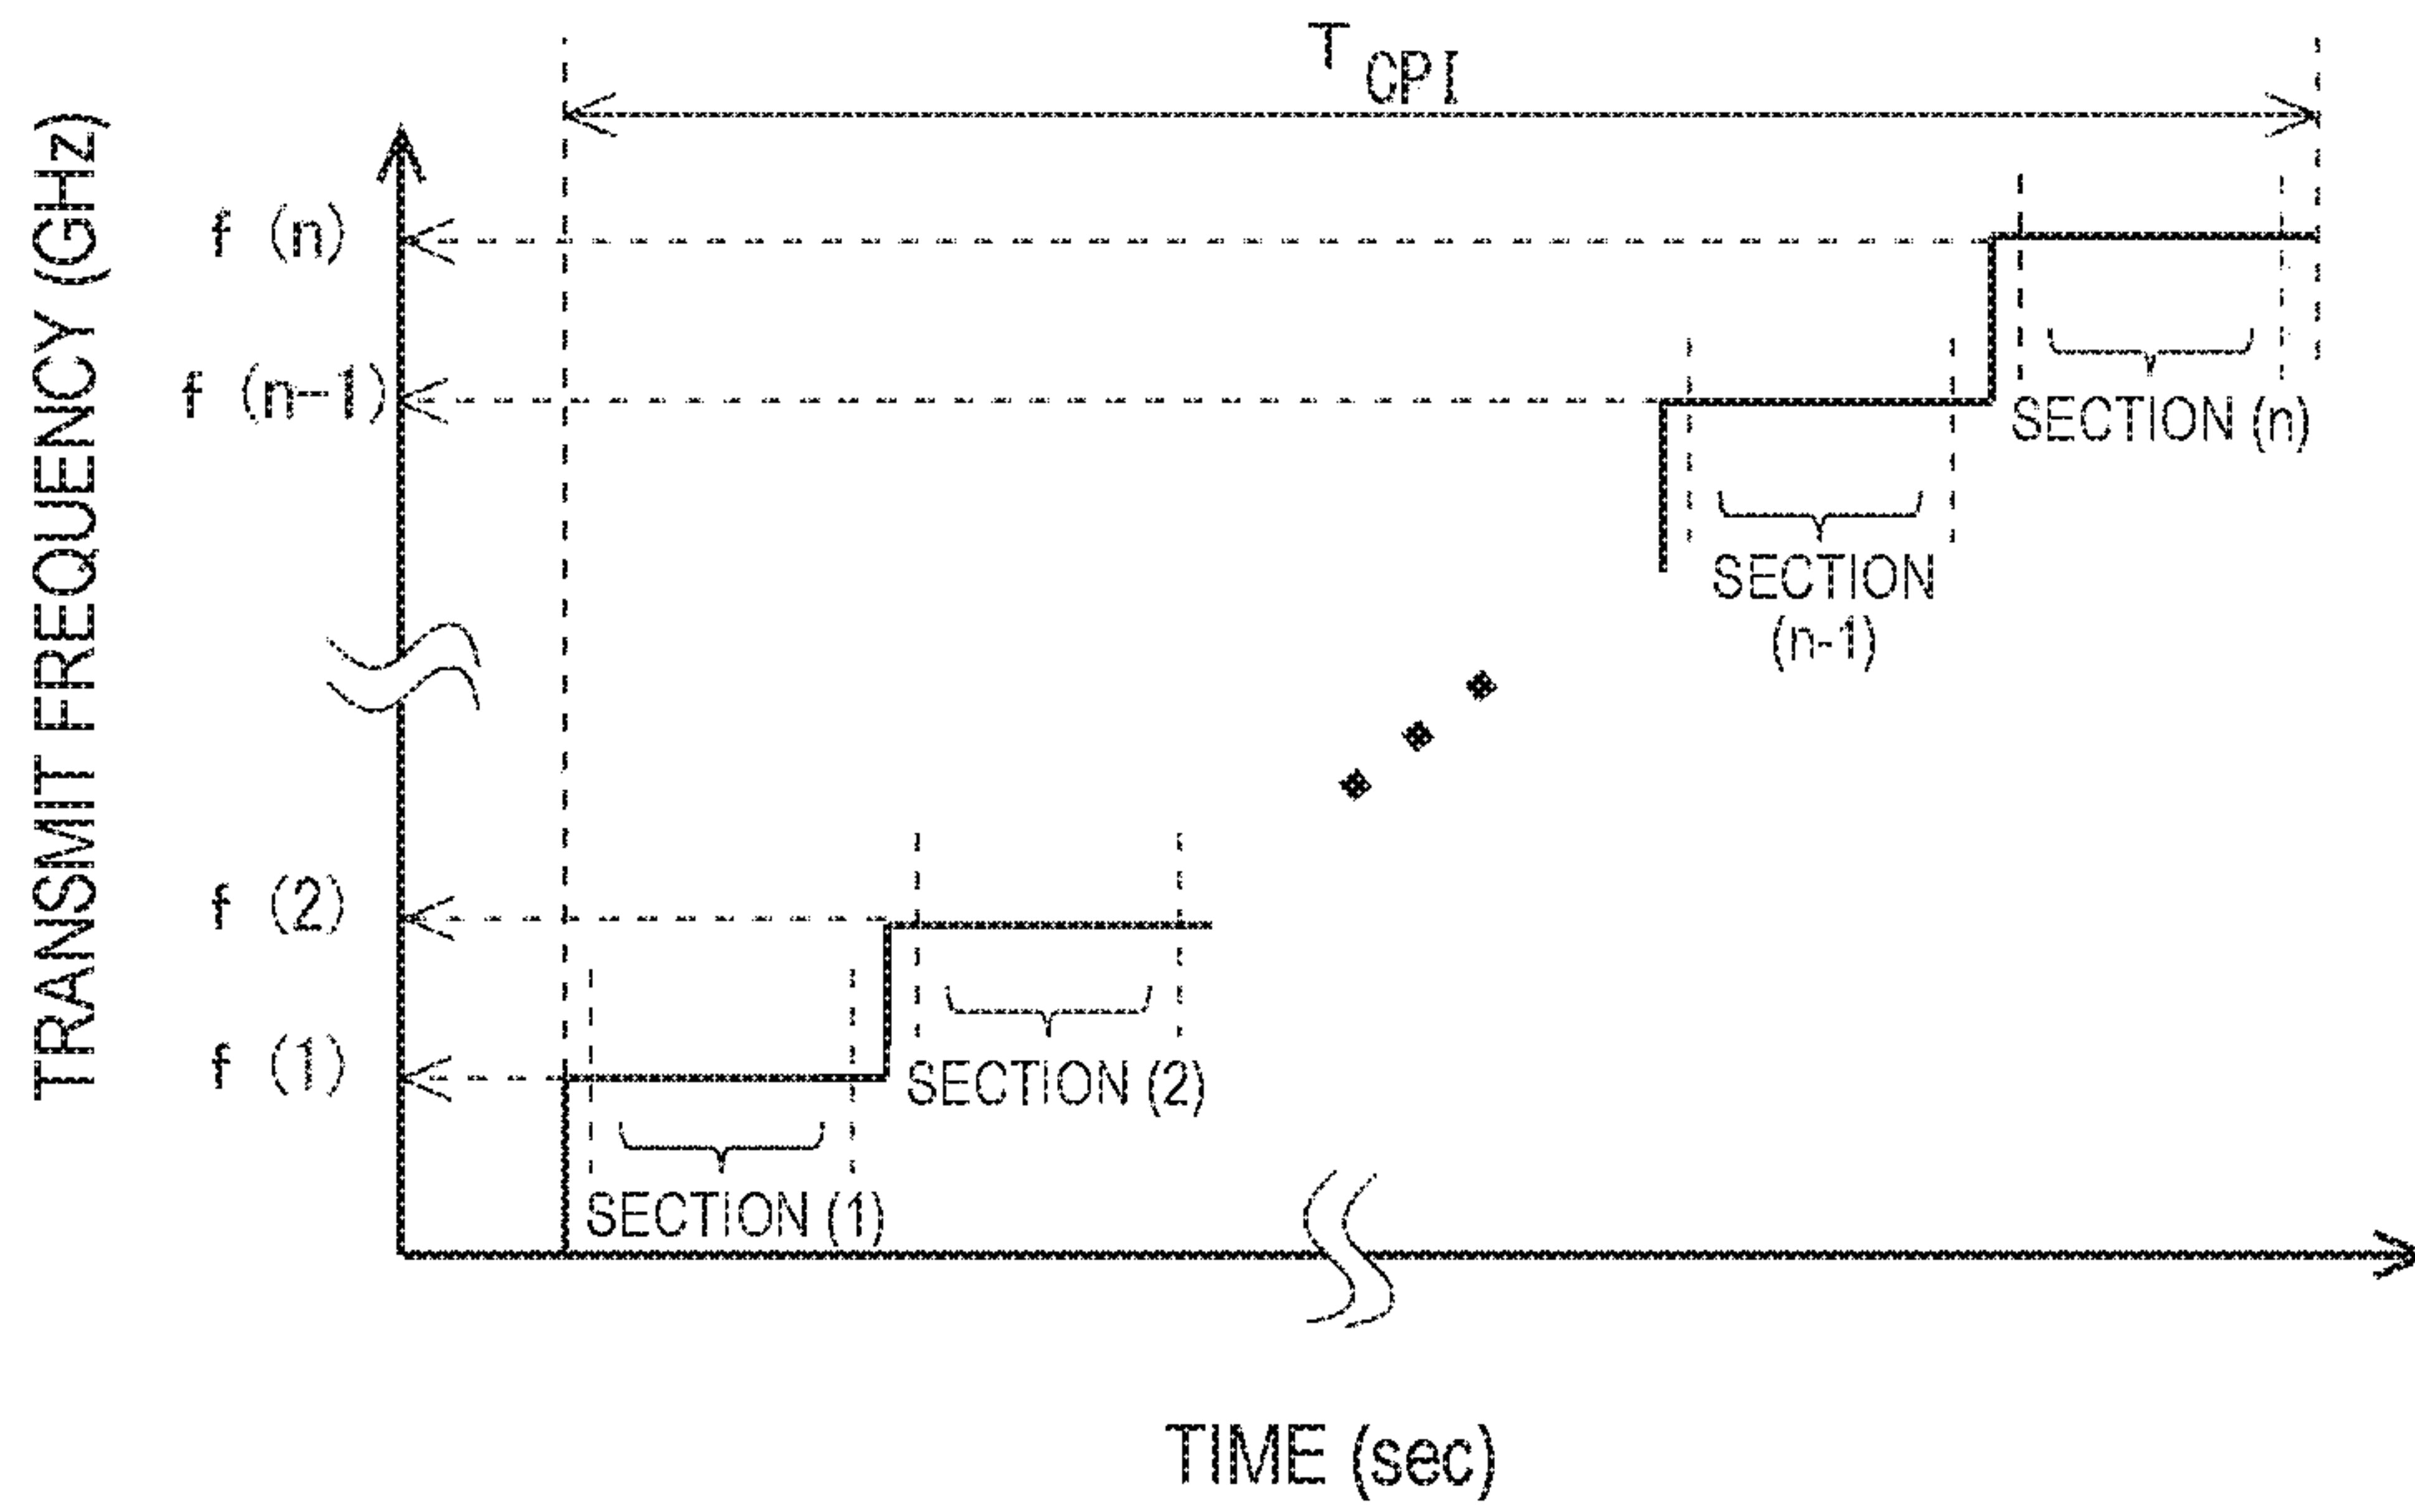 T CPI
TRANSMIT FREQUENCY (GHz)
f (n)
f (n-1)
SECTION (n)
SECTION
(n-1)
f (2)
f (1)
SECTION (2)
SECTION (1)
TIME (sec)